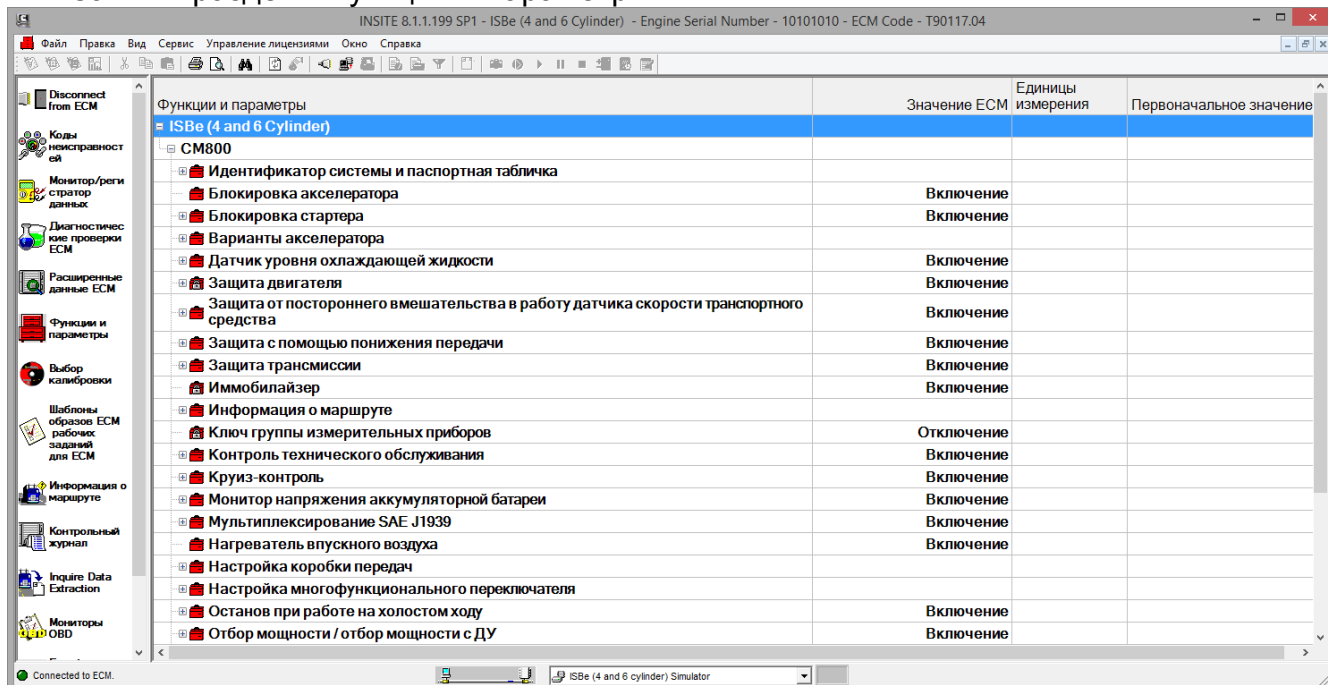 INSITE 8.1.1.199 SP1 - ISBe (4 and 6 Cylinder) - Engine Serial Number - 10101010 - ECM Code - T90117.04
Файл Правка Вид Сервис Управление лицензиями Окно Справка
Disconnect
from ECM
Коды
неисправност
ей
Монитор/реги
стратор
данных
Диагностичес
кие проверки
ECM
Расширенные
данные ECM
Функции и
параметры
Выбор
калибровки
Шаблоны
образов ECM
рабочих
заданий
для ECM
Информация о
маршруте
Контрольный
журнал
Inquire Data
Extraction
Мониторы
OBD
Функции и параметры Значение ECM Единицы измерения Первоначальное значение
ISBe (4 and 6 Cylinder)
CM800
Идентификатор системы и паспортная табличка
Блокировка акселератора Включение
Блокировка стартера Включение
Варианты акселератора
Датчик уровня охлаждающей жидкости Включение
Защита двигателя Включение
Защита от постороннего вмешательства в работу датчика скорости транспортного
средства Включение
Защита с помощью понижения передачи Включение
Защита трансмиссии Включение
Иммобилайзер Включение
Информация о маршруте
Ключ группы измерительных приборов Отключение
Контроль технического обслуживания Включение
Круиз-контроль Включение
Монитор напряжения аккумуляторной батареи Включение
Мультиплексирование SAE J1939 Включение
Нагреватель впускного воздуха Включение
Настройка коробки передач
Настройка многофункционального переключателя
Останов при работе на холостом ходу Включение
Отбор мощности / отбор мощности с ДУ Включение
Connected to ECM. ISBe (4 and 6 cylinder) Simulator